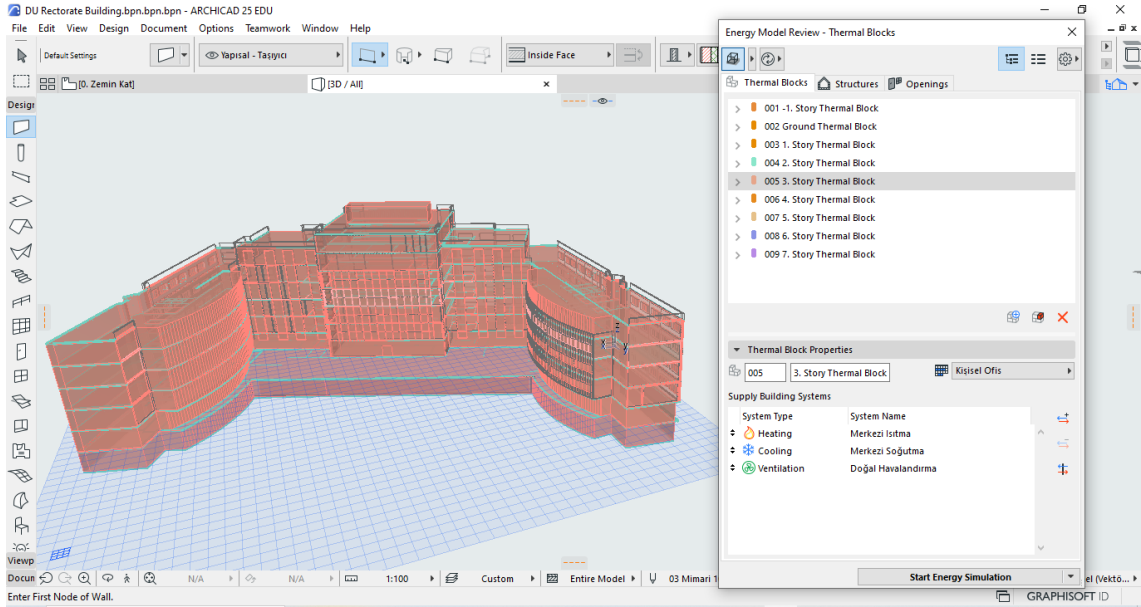 DU Rectorate Building.bpn.bpn.bpn - ARCHICAD 25 EDU
File Edit View Design Document Options Teamwork Window Help
Default Settings
Yapısal - Taşıyıcı
Inside Face
[0. Zemin Kat]
[3D / All]
Desigr
Energy Model Review - Thermal Blocks
Thermal Blocks Structures Openings
001 -1. Story Thermal Block
002 Ground Thermal Block
003 1. Story Thermal Block
004 2. Story Thermal Block
005 3. Story Thermal Block
006 4. Story Thermal Block
007 5. Story Thermal Block
008 6. Story Thermal Block
009 7. Story Thermal Block
Thermal Block Properties
005 3. Story Thermal Block Kişisel Ofis
Supply Building Systems
System Type System Name
Heating Merkezi Isıtma
Cooling Merkezi Soğutma
Ventilation Doğal Havalandırma
Start Energy Simulation
Viewp
Docun N/A N/A 1:100 Custom Entire Model 03 Mimari 1 el (Vektö...
Enter First Node of Wall.
GRAPHISOFT ID